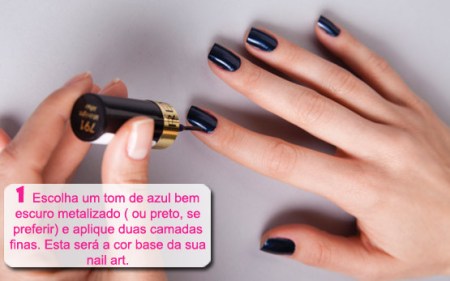 1 Escolha um tom de azul bem
escuro metalizado ( ou preto, se
preferir) e aplique duas camadas
finas. Esta será a cor base da sua
nail art.
791